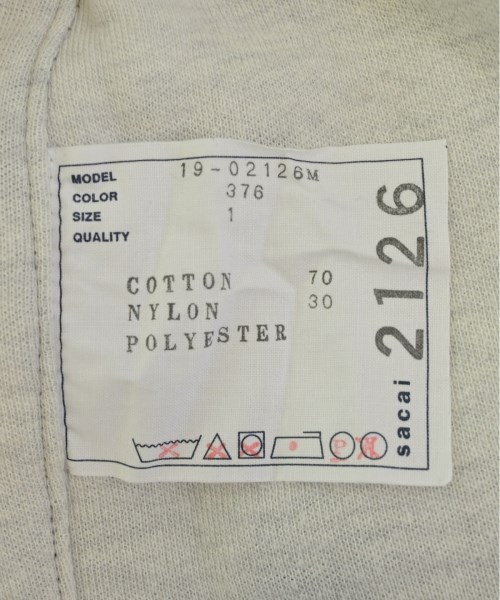 MODEL 19-02126M
COLOR 376
SIZE 1
QUALITY
COTTON 70
NYLON 30
POLYESTER
P
sacai 2126